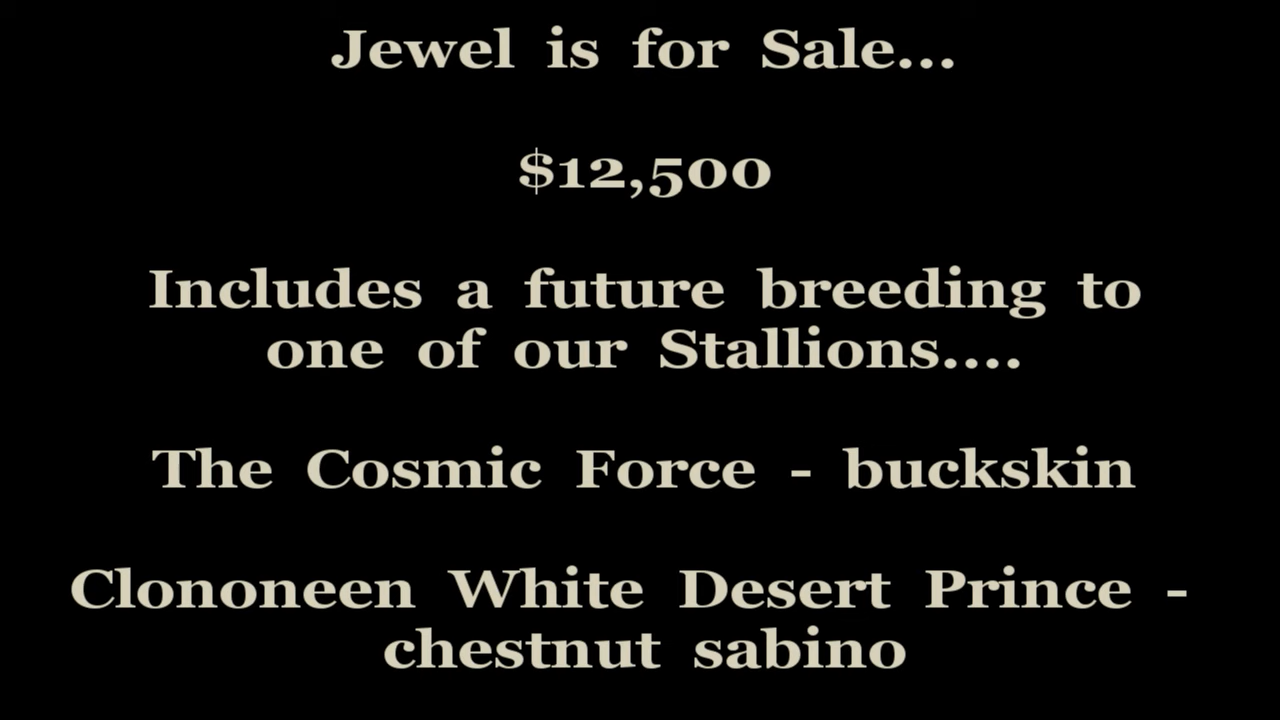 Jewel is for Sale...
$12,500
Includes a future breeding to
one of our Stallions....
The Cosmic Force - buckskin
Clononeen White Desert Prince -
chestnut sabino